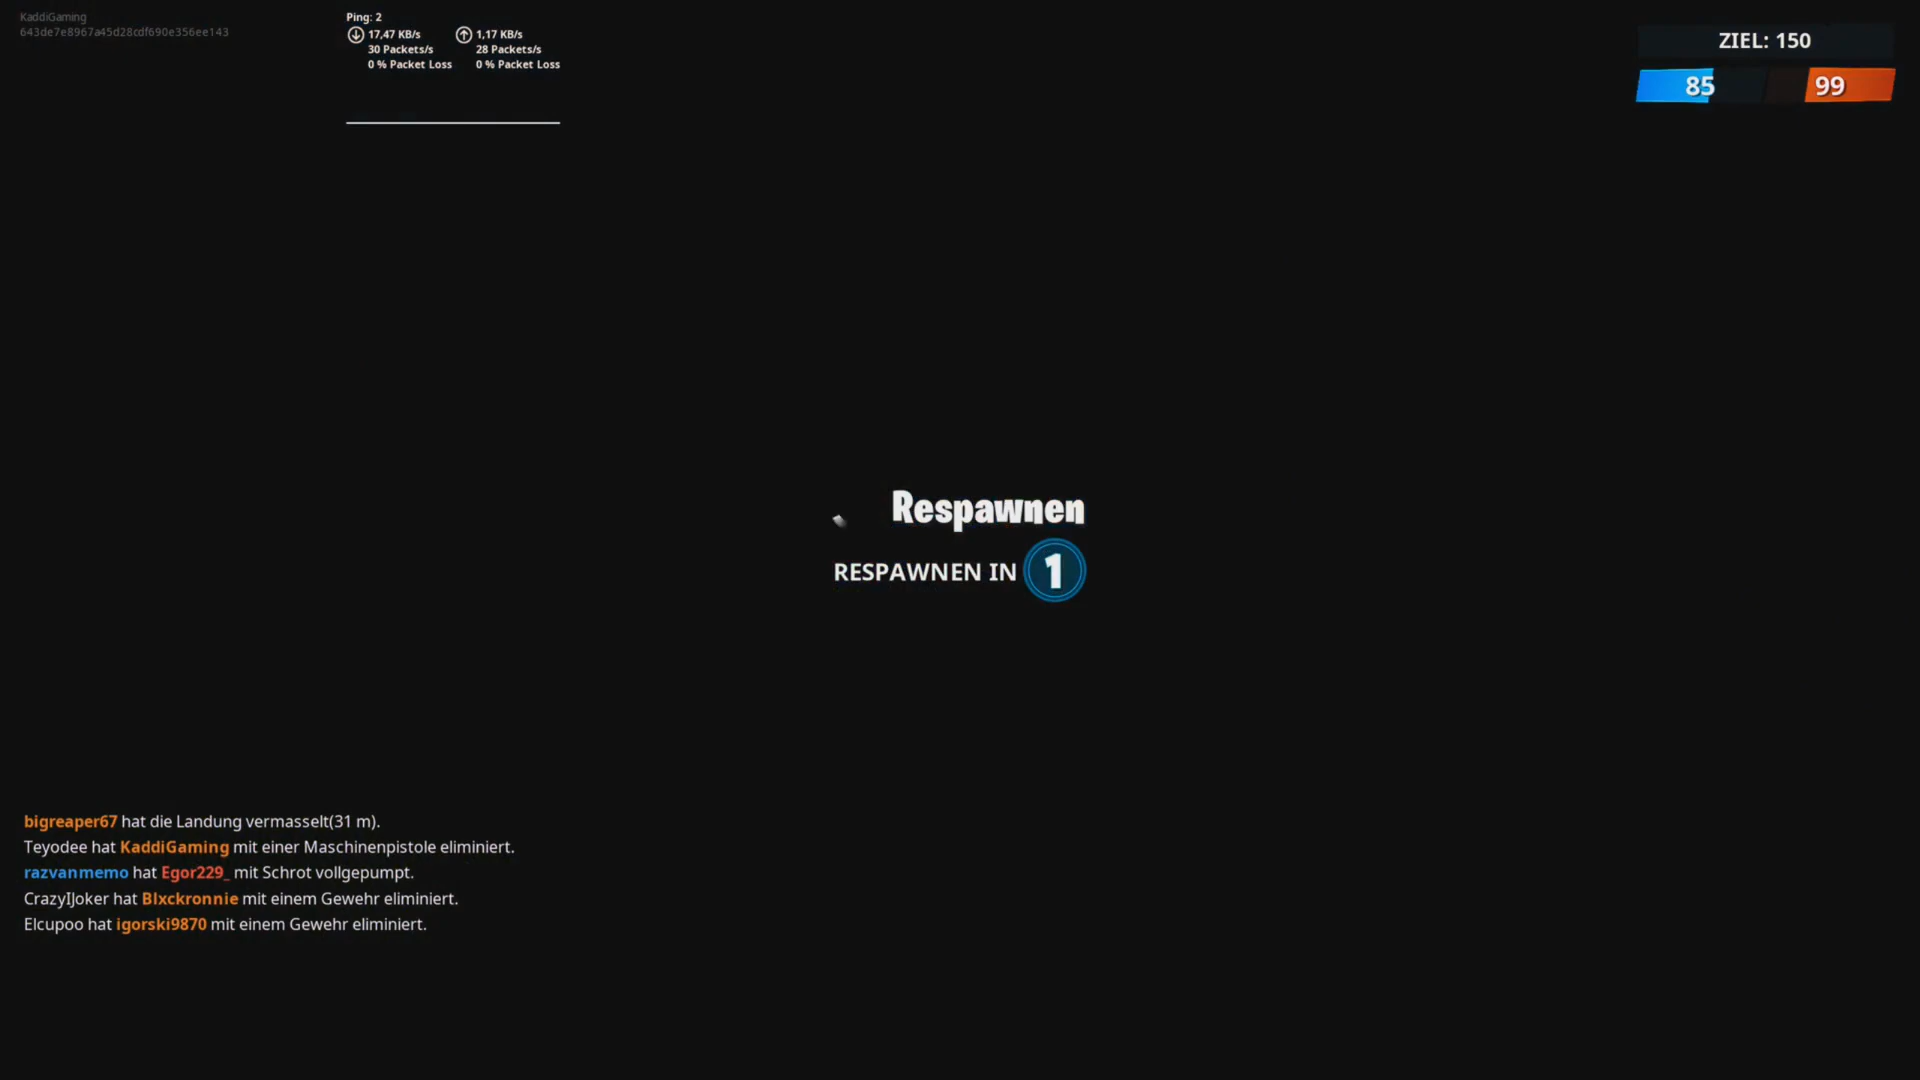 KaddiGaming
643de7e8967a45d28cdf690e356ee143
Ping: 2
17,47 KB/s 1,17 KB/s
30 Packets/s 28 Packets/s
0 % Packet Loss 0 % Packet Loss
ZIEL: 150
85 99
Respawnen
RESPAWNEN IN 1
bigreaper67 hat die Landung vermasselt(31 m).
Teyodee hat KaddiGaming mit einer Maschinenpistole eliminiert.
razvanmemo hat Egor229_ mit Schrot vollgepumpt.
CrazyIJoker hat Blxckronnie mit einem Gewehr eliminiert.
Elcupoo hat igorski9870 mit einem Gewehr eliminiert.